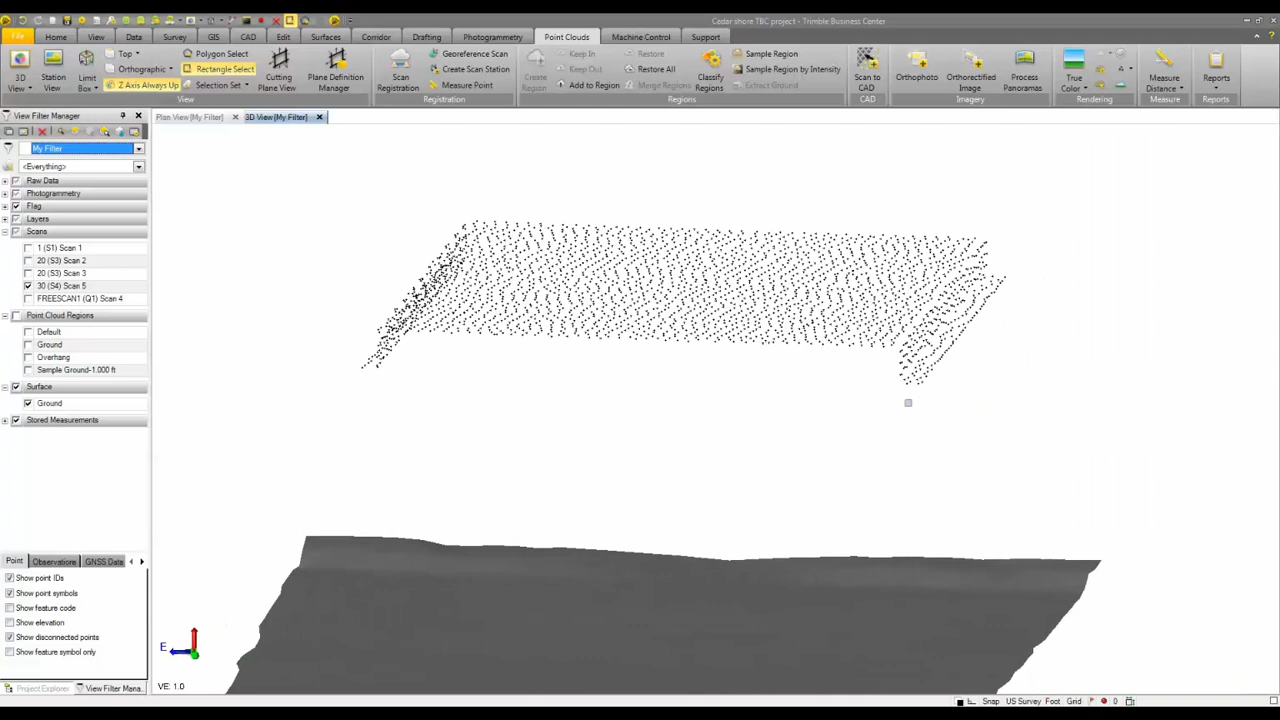 Cedar shore TBC project - Trimble Business Center
File Home View Data Survey GIS CAD Edit Surfaces Corridor Drafting Photogrammetry Point Clouds Machine Control Support
3D View Station View Limit Box Top Orthographic Z Axis Always Up Polygon Select Rectangle Select Selection Set Cutting Plane View Plane Definition Manager Scan Registration Georeference Scan Create Scan Station Measure Point Create Region Keep In Keep Out Add to Region Restore Restore All Merge Regions Classify Regions Sample Region Sample Region by Intensity Extract Ground Scan to CAD Orthophoto Orthorectified Image Process Panoramas True Color Measure Distance Reports
View Registration Regions CAD Imagery Rendering Measure Reports
View Filter Manager
Plan View[My Filter] 3D View[My Filter]
My Filter
<Everything>
Raw Data
Photogrammetry
Flag
Layers
Scans
1 (S1) Scan 1
20 (S3) Scan 2
20 (S3) Scan 3
30 (S4) Scan 5
FREESCAN1 (Q1) Scan 4
Point Cloud Regions
Default
Ground
Overhang
Sample Ground-1.000 ft
Surface
Ground
Stored Measurements
Point Observations GNSS Data
Show point IDs
Show point symbols
Show feature code
Show elevation
Show disconnected points
Show feature symbol only
E
VE: 1.0
Project Explorer View Filter Mana...
Snap US Survey Foot Grid 0